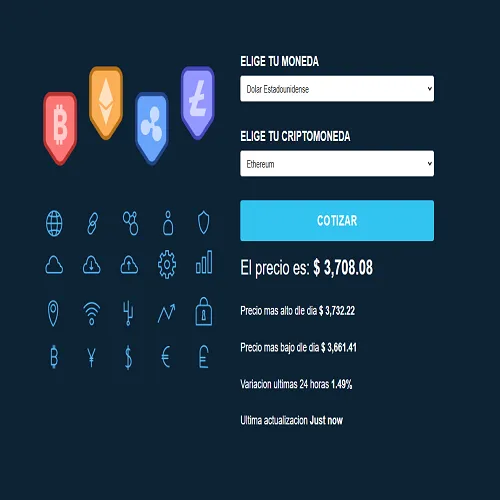 ELIGE TU MONEDA
Dolar Estadounidense
ELIGE TU CRIPTOMONEDA
Ethereum
COTIZAR
El precio es: $ 3,708.08
Precio mas alto dle dia $ 3,732.22
Precio mas bajo dle dia $ 3,661.41
Variacion ultimas 24 horas 1.49%
Ultima actualizacion Just now